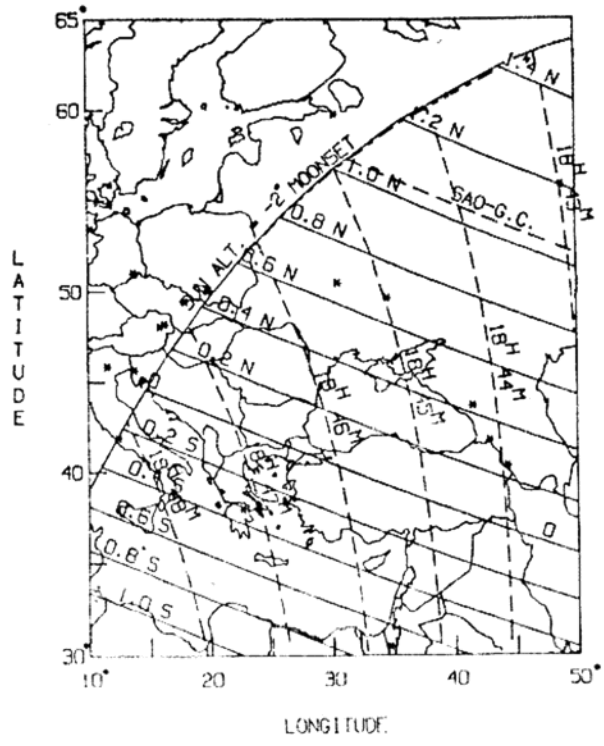 65°
60
50
40
30
10°
20
30
40
50°
LATITUDE
LONGITUDE
SUN ALT. -2° MOONSET
1.2 N
1.0 N
SAO-G.C.
0.8 N
0.6 N
0.4 N
0.2 N
0
0.2 S
0.6 S
0.8° S
1.0 S
0
18H 43M
18H 44M
18H 45M
18H 46M